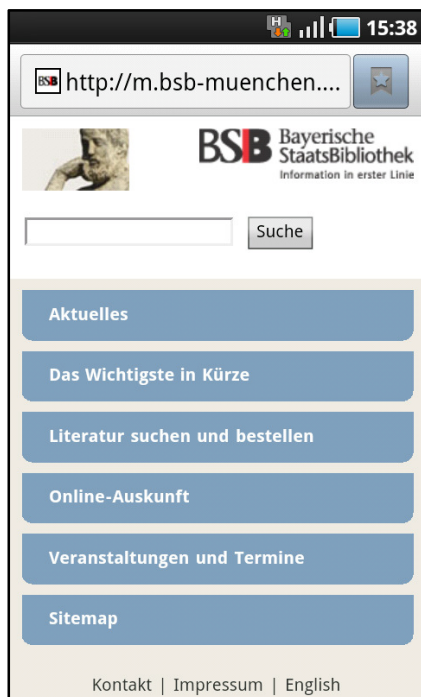 H 15:38
BSB http://m.bsb-muenchen....
BSB Bayerische
StaatsBibliothek
Information in erster Linie
Suche
Aktuelles
Das Wichtigste in Kürze
Literatur suchen und bestellen
Online-Auskunft
Veranstaltungen und Termine
Sitemap
Kontakt | Impressum | English